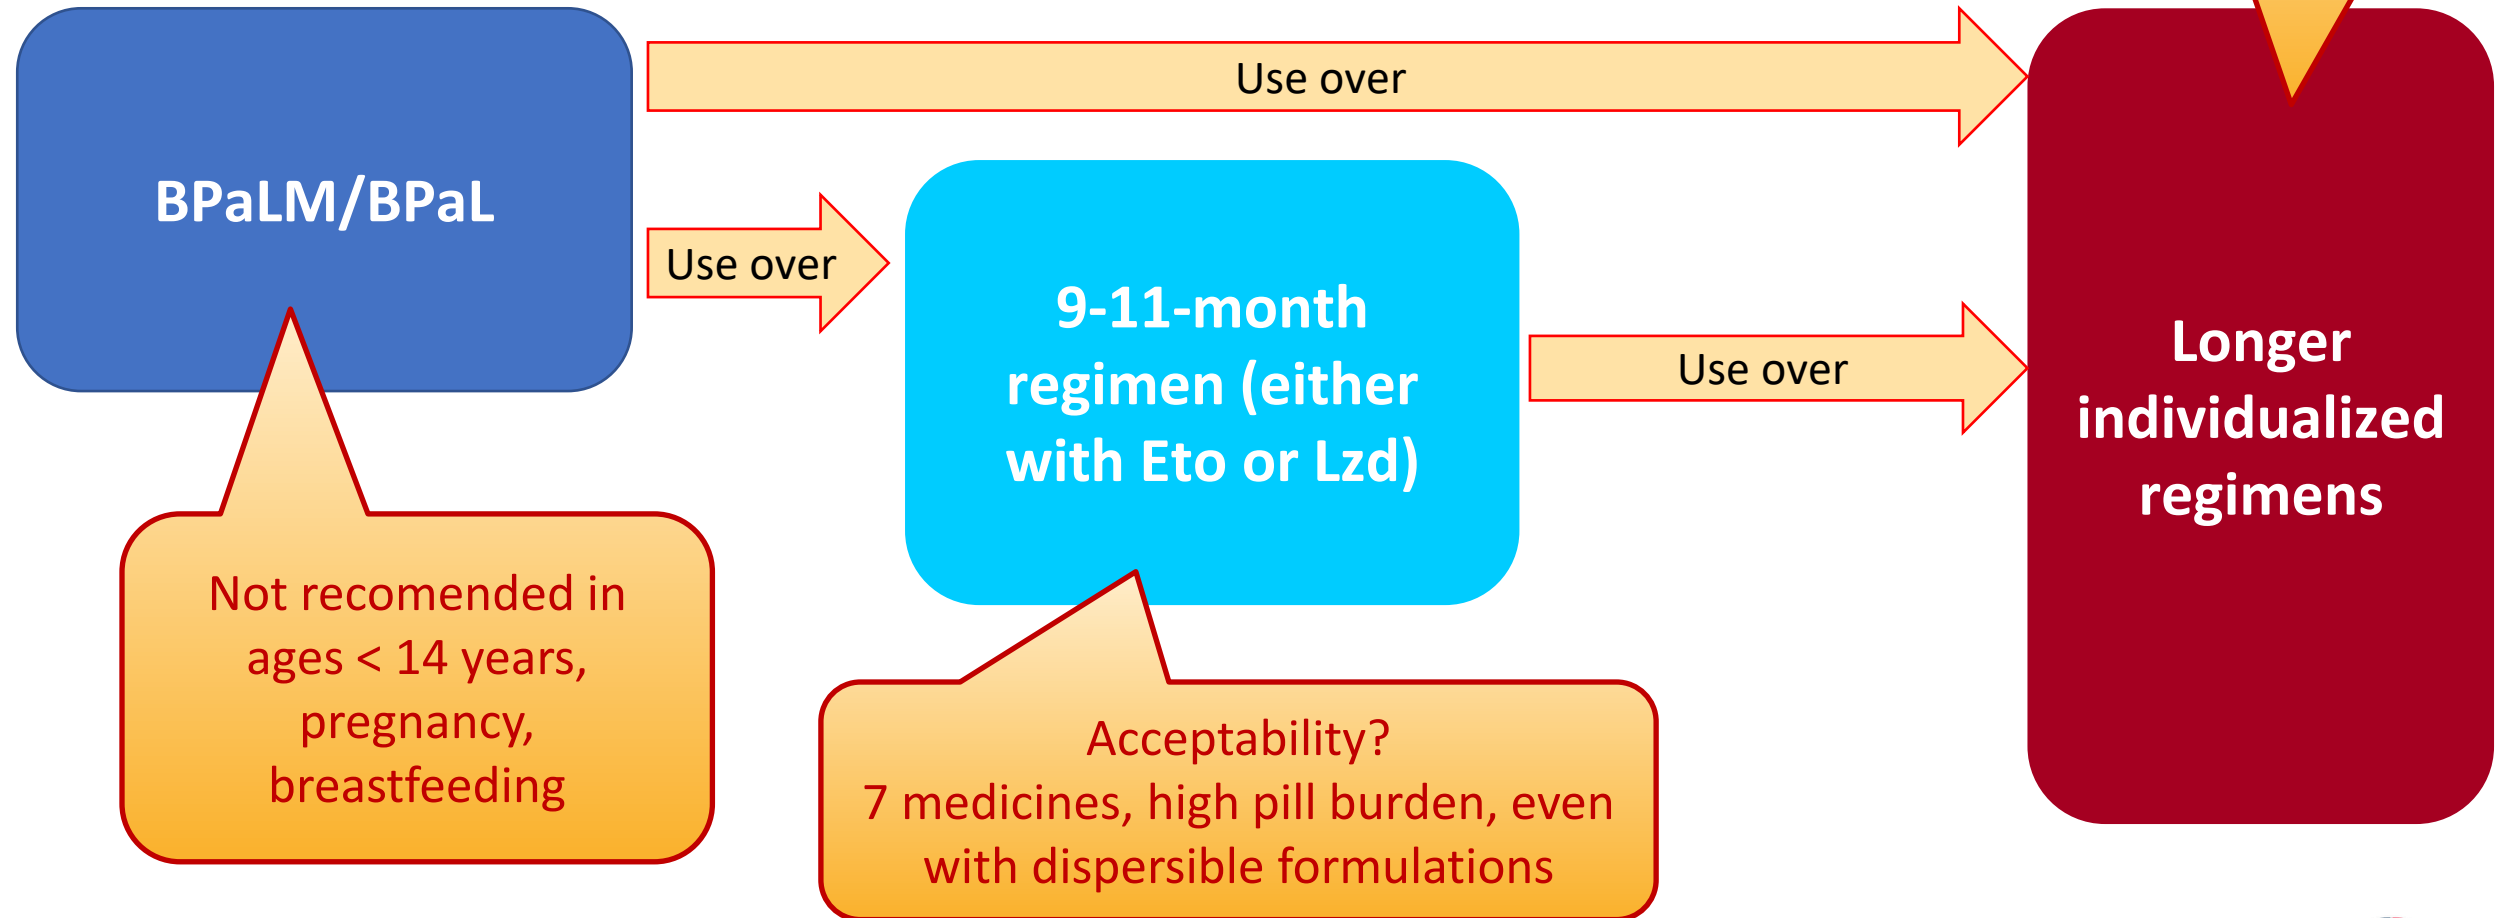 Use over
BPaLM/BPaL
Use over
9-11-month
regimen (either
with Eto or Lzd)
Use over
Longer
individualized
regimens
Not recomended in
ages < 14 years,
pregnancy,
breastfeeding
Acceptability?
7 medicines, high pill burden, even
with dispersible formulations